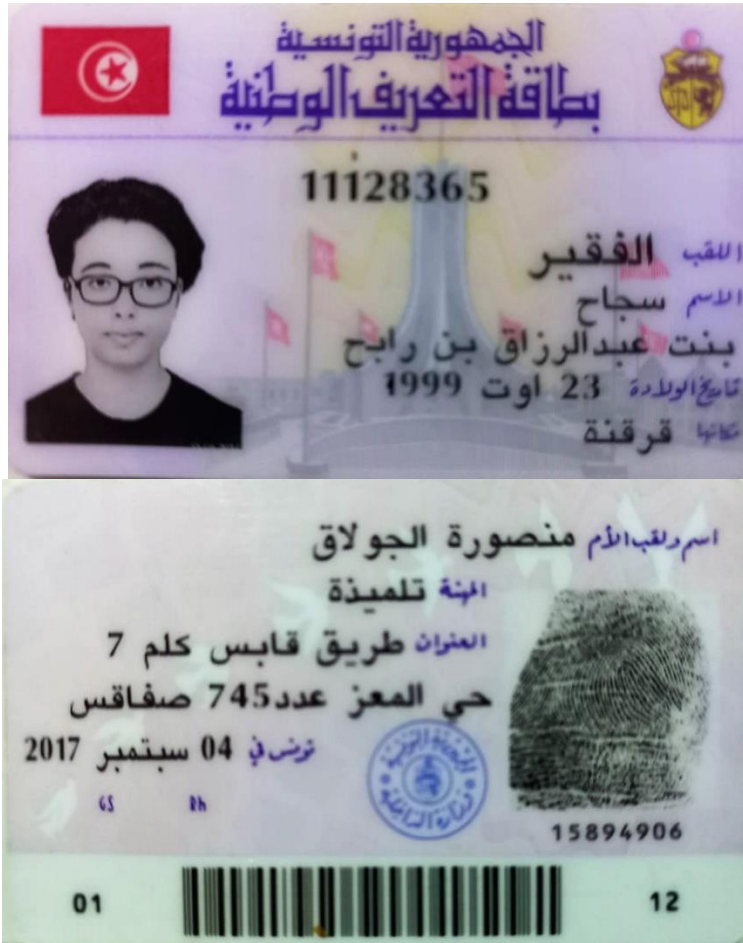 الجمهورية التونسية
بطاقة التعريف الوطنية
11128365
اللقب الفقير
الاسم سجاح
بنت عبدالرزاق بن رابح
تاريخ الولادة 23 اوت 1999
مكانها قرقنة
اسم ولقب الأم منصورة الجولاق
المهنة تلميذة
العنوان طريق قابس كلم 7
حي المعز عدد745 صفاقس
تونس في 04 سبتمبر 2017
GS Rh
15894906
01 12